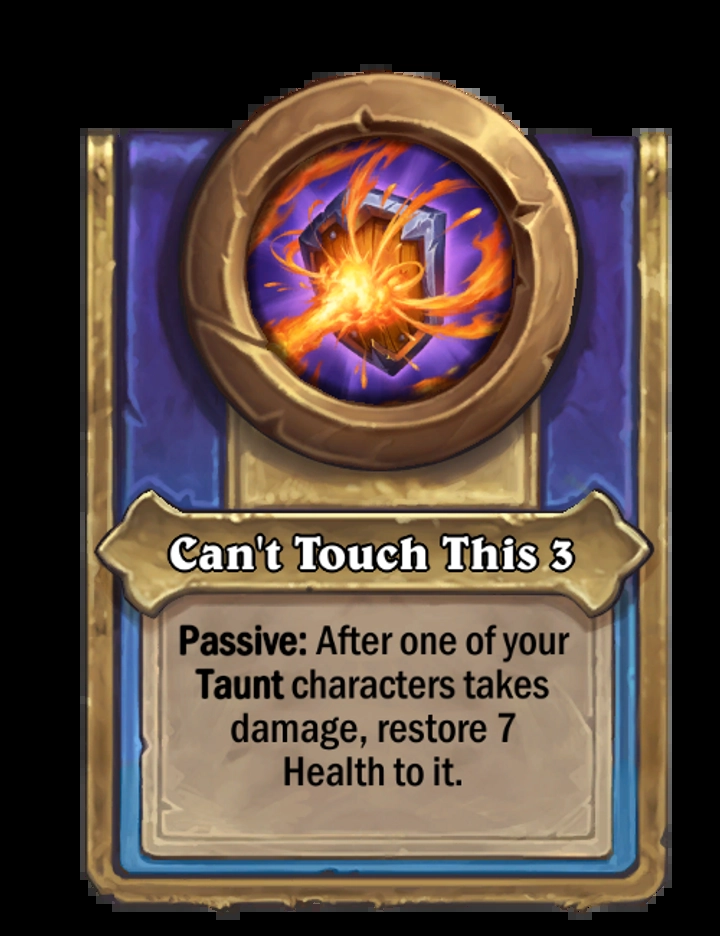 Can't Touch This 3
Passive: After one of your
Taunt characters takes
damage, restore 7
Health to it.